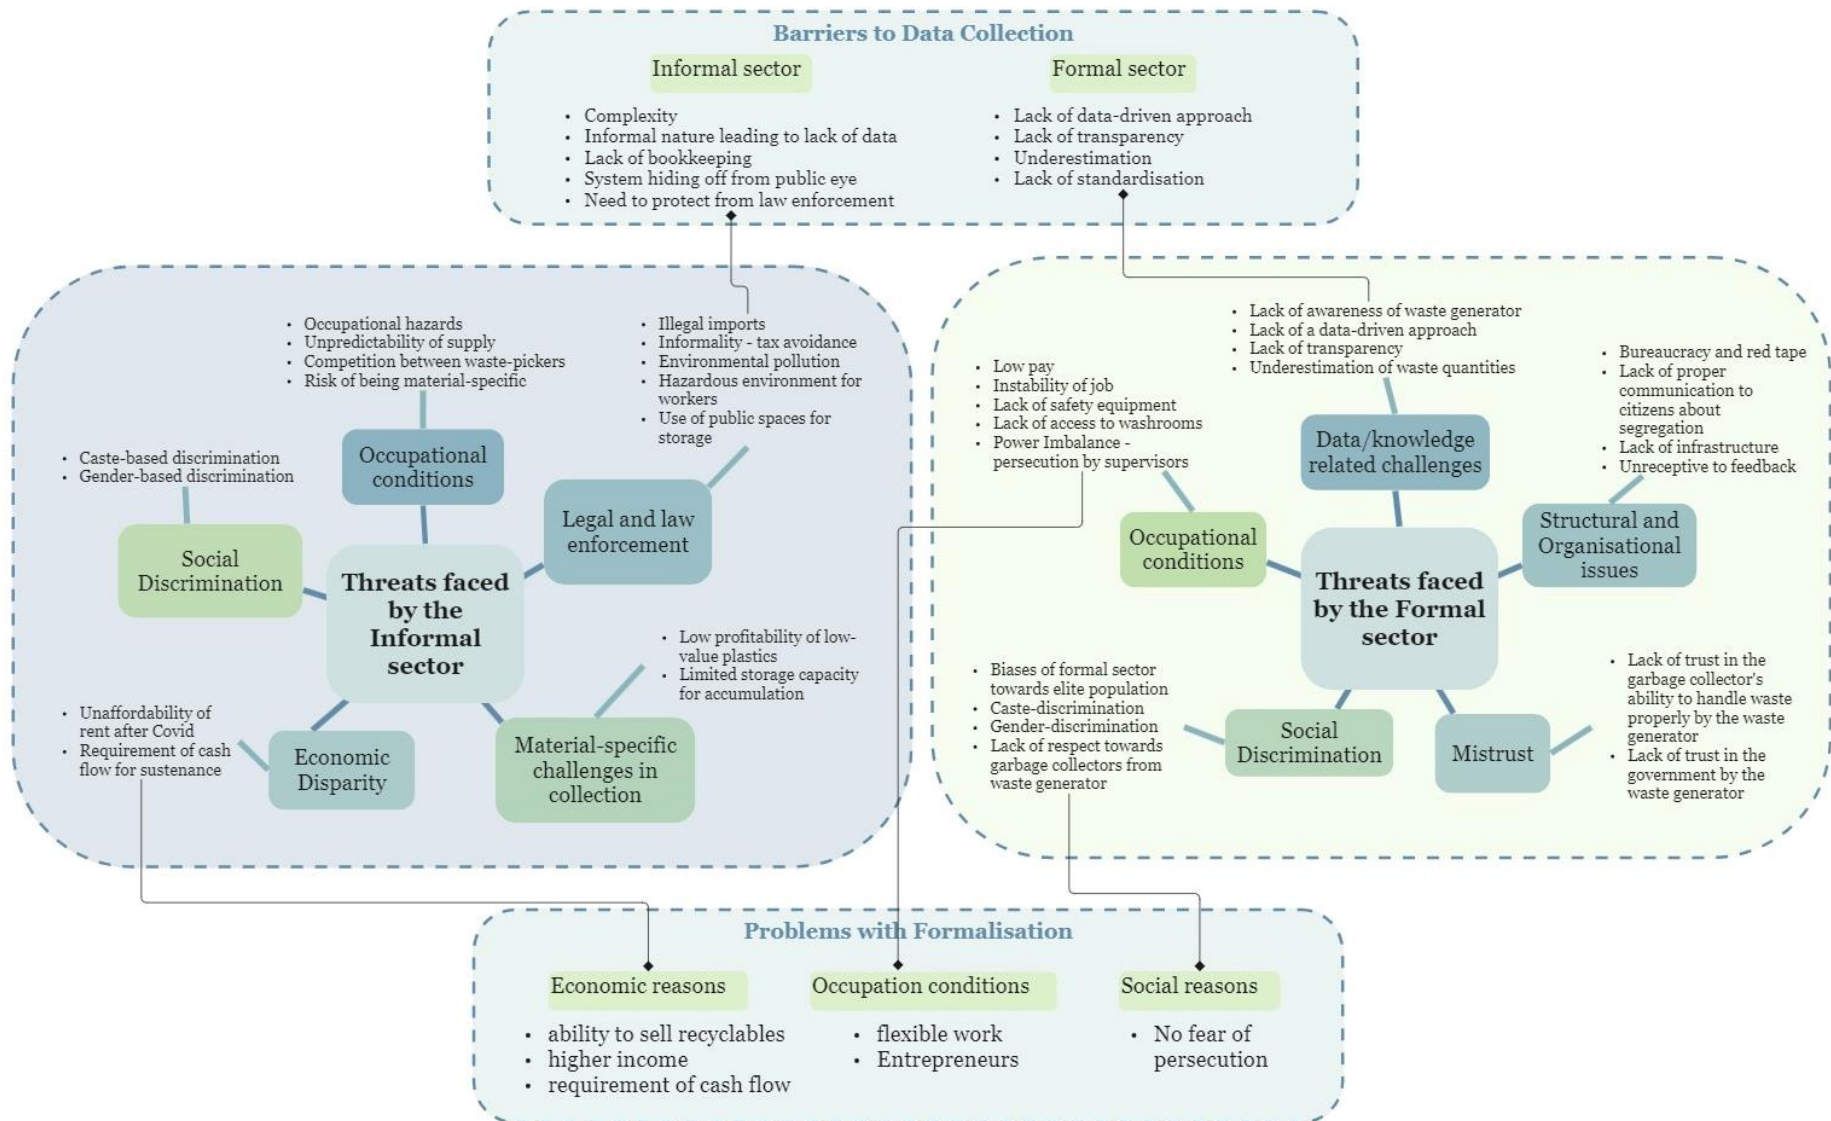 Barriers to Data Collection
Informal sector
• Complexity
• Informal nature leading to lack of data
• Lack of bookkeeping
• System hiding off from public eye
• Need to protect from law enforcement
Formal sector
• Lack of data-driven approach
• Lack of transparency
• Underestimation
• Lack of standardisation
• Occupational hazards
• Unpredictability of supply
• Competition between waste-pickers
• Risk of being material-specific
• Illegal imports
• Informality - tax avoidance
• Environmental pollution
• Hazardous environment for
workers
• Use of public spaces for
storage
• Caste-based discrimination
• Gender-based discrimination
Occupational
conditions
Legal and law
enforcement
Social
Discrimination
Threats faced
by the
Informal
sector
• Low profitability of low-
value plastics
• Limited storage capacity
for accumulation
• Unaffordability of
rent after Covid
• Requirement of cash
flow for sustenance
Economic
Disparity
Material-specific
challenges in
collection
• Lack of awareness of waste generator
• Lack of a data-driven approach
• Lack of transparency
• Underestimation of waste quantities
• Low pay
• Instability of job
• Lack of safety equipment
• Lack of access to washrooms
• Power Imbalance -
persecution by supervisors
• Bureaucracy and red tape
• Lack of proper
communication to
citizens about
segregation
• Lack of infrastructure
• Unreceptive to feedback
Data/knowledge
related challenges
Occupational
conditions
Structural and
Organisational
issues
Threats faced
by the Formal
sector
• Biases of formal sector
towards elite population
• Caste-discrimination
• Gender-discrimination
• Lack of respect towards
garbage collectors from
waste generator
Social
Discrimination
Mistrust
• Lack of trust in the
garbage collector's
ability to handle waste
properly by the waste
generator
• Lack of trust in the
government by the
waste generator
Problems with Formalisation
Economic reasons
• ability to sell recyclables
• higher income
• requirement of cash flow
Occupation conditions
• flexible work
• Entrepreneurs
Social reasons
• No fear of
persecution